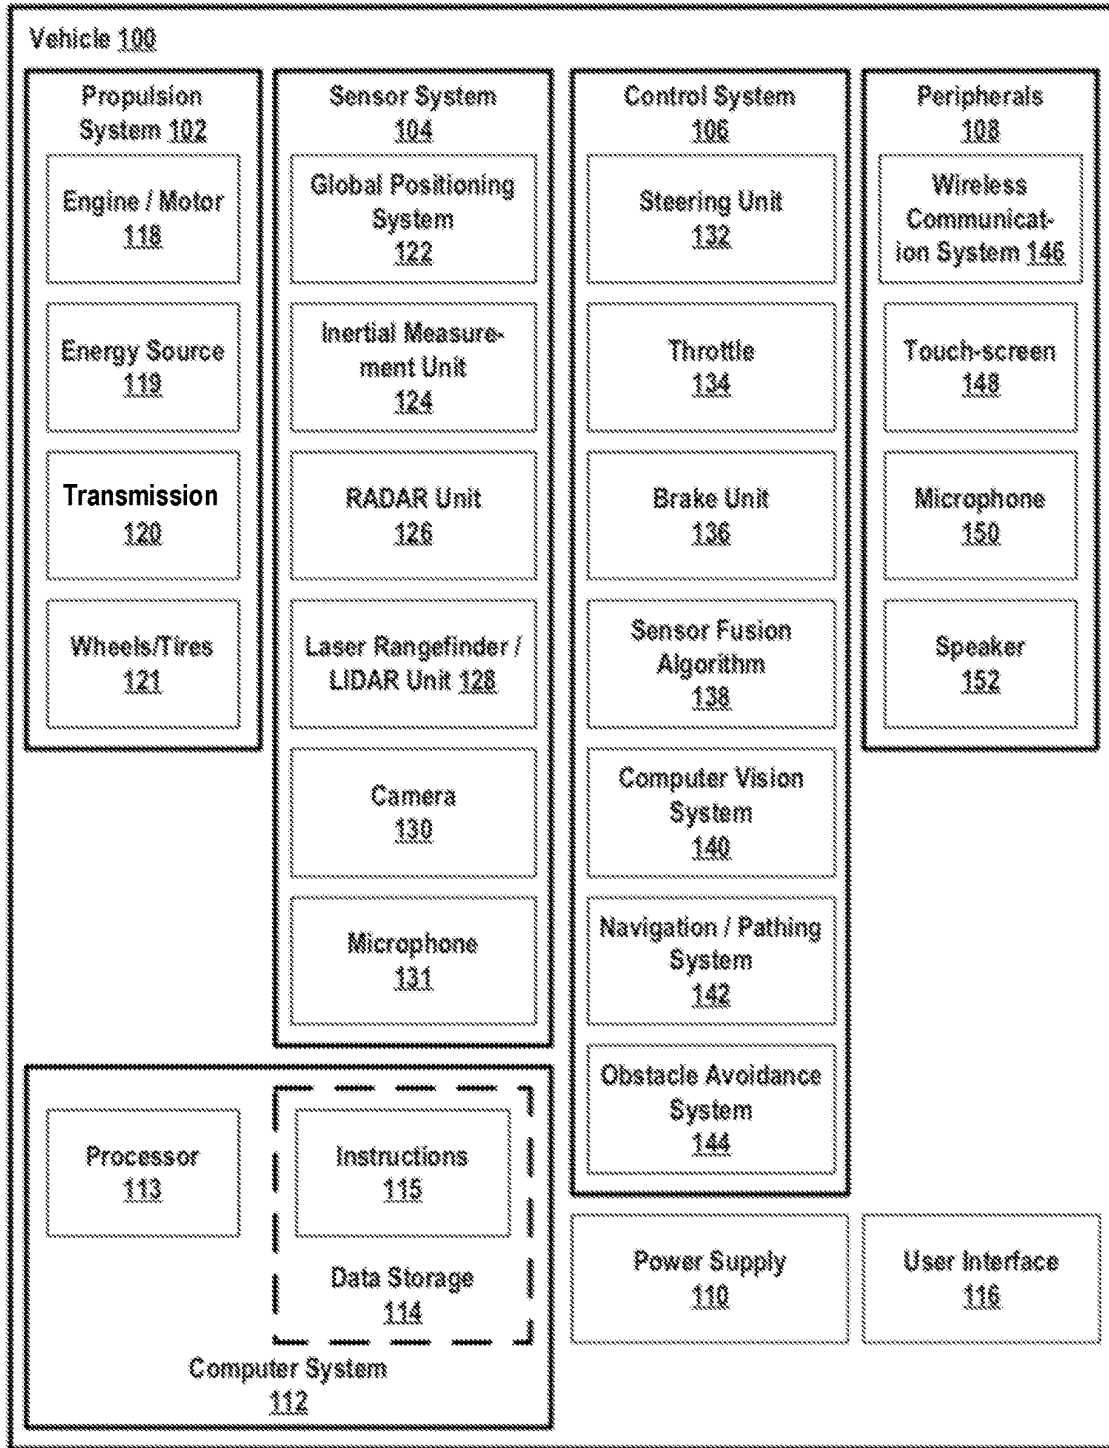 Vehicle 100
Propulsion
System 102
Engine / Motor
118
Energy Source
119
Transmission
120
Wheels/Tires
121
Sensor System
104
Global Positioning
System
122
Inertial Measure-
ment Unit
124
RADAR Unit
126
Laser Rangefinder /
LIDAR Unit 128
Camera
130
Microphone
131
Control System
106
Steering Unit
132
Throttle
134
Brake Unit
136
Sensor Fusion
Algorithm
138
Computer Vision
System
140
Navigation / Pathing
System
142
Obstacle Avoidance
System
144
Peripherals
108
Wireless
Communicat-
ion System 146
Touch-screen
148
Microphone
150
Speaker
152
Processor
113
Instructions
115
Data Storage
114
Computer System
112
Power Supply
110
User Interface
116